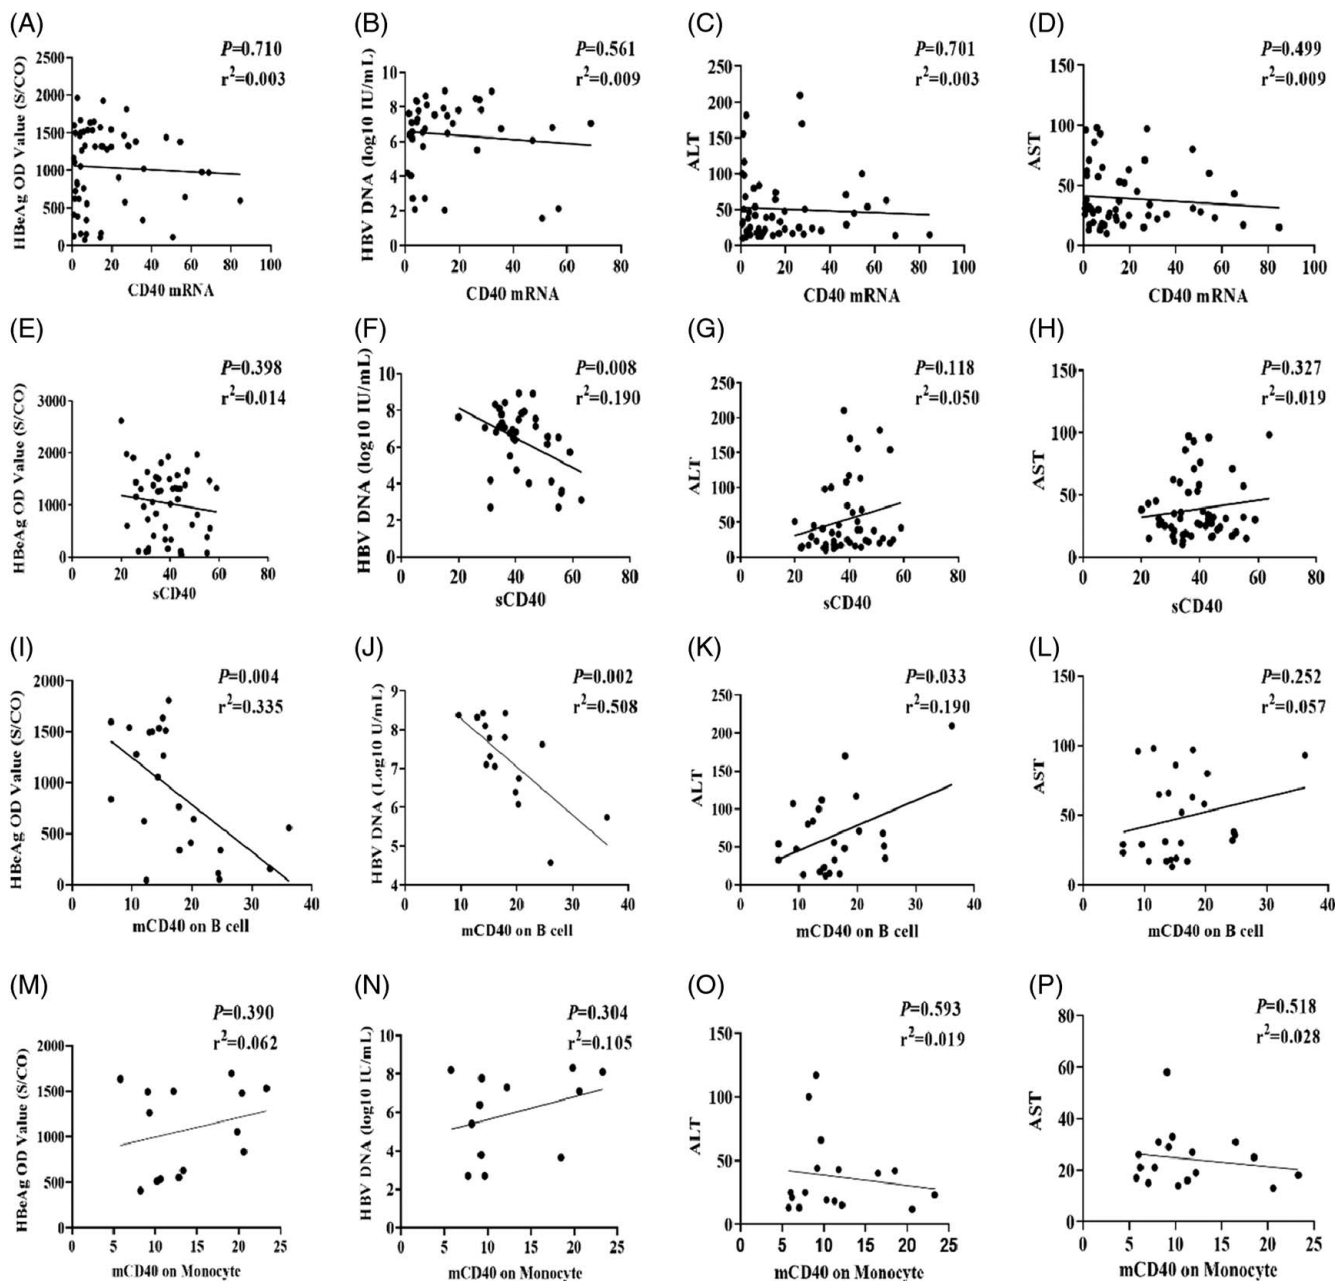 (A)
P=0.710
r²=0.003
HBeAg OD Value (S/CO)
2500
2000
1500
1000
500
0
0 20 40 60 80 100
CD40 mRNA
(B)
P=0.561
r²=0.009
HBV DNA (log10 IU/mL)
10
8
6
4
2
0
0 20 40 60 80
CD40 mRNA
(C)
P=0.701
r²=0.003
ALT
250
200
150
100
50
0
0 20 40 60 80 100
CD40 mRNA
(D)
P=0.499
r²=0.009
AST
150
100
50
0
0 20 40 60 80 100
CD40 mRNA
(E)
P=0.398
r²=0.014
HBeAg OD Value (S/CO)
3000
2000
1000
0
0 20 40 60 80
sCD40
(F)
P=0.008
r²=0.190
HBV DNA (log10 IU/mL)
10
8
6
4
2
0
0 20 40 60 80
sCD40
(G)
P=0.118
r²=0.050
ALT
250
200
150
100
50
0
0 20 40 60 80
sCD40
(H)
P=0.327
r²=0.019
AST
150
100
50
0
0 20 40 60 80
sCD40
(I)
P=0.004
r²=0.335
HBeAg OD Value (S/CO)
2000
1500
1000
500
0
0 10 20 30 40
mCD40 on B cell
(J)
P=0.002
r²=0.508
HBV DNA (Log10 U/mL)
9
8
7
6
5
4
0 10 20 30 40
mCD40 on B cell
(K)
P=0.033
r²=0.190
ALT
250
200
150
100
50
0
0 10 20 30 40
mCD40 on B cell
(L)
P=0.252
r²=0.057
AST
150
100
50
0
0 10 20 30 40
mCD40 on B cell
(M)
P=0.390
r²=0.062
HBeAg OD Value (S/CO)
2000
1500
1000
500
0
0 5 10 15 20 25
mCD40 on Monocyte
(N)
P=0.304
r²=0.105
HBV DNA (log10 IU/mL)
10
8
6
4
2
0
0 5 10 15 20 25
mCD40 on Monocyte
(O)
P=0.593
r²=0.019
ALT
150
100
50
0
0 5 10 15 20 25
mCD40 on Monocyte
(P)
P=0.518
r²=0.028
AST
80
60
40
20
0
0 5 10 15 20 25
mCD40 on Monocyte